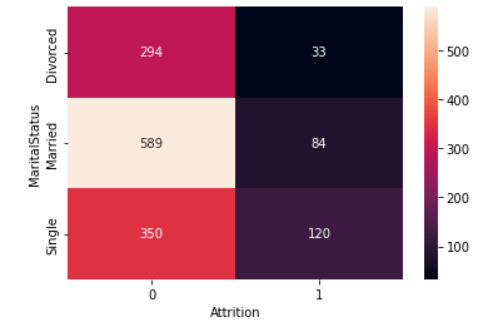 Divorced
294 33
MaritalStatus
Married
589 84
Single
350 120
0 1
Attrition
500
400
300
200
100